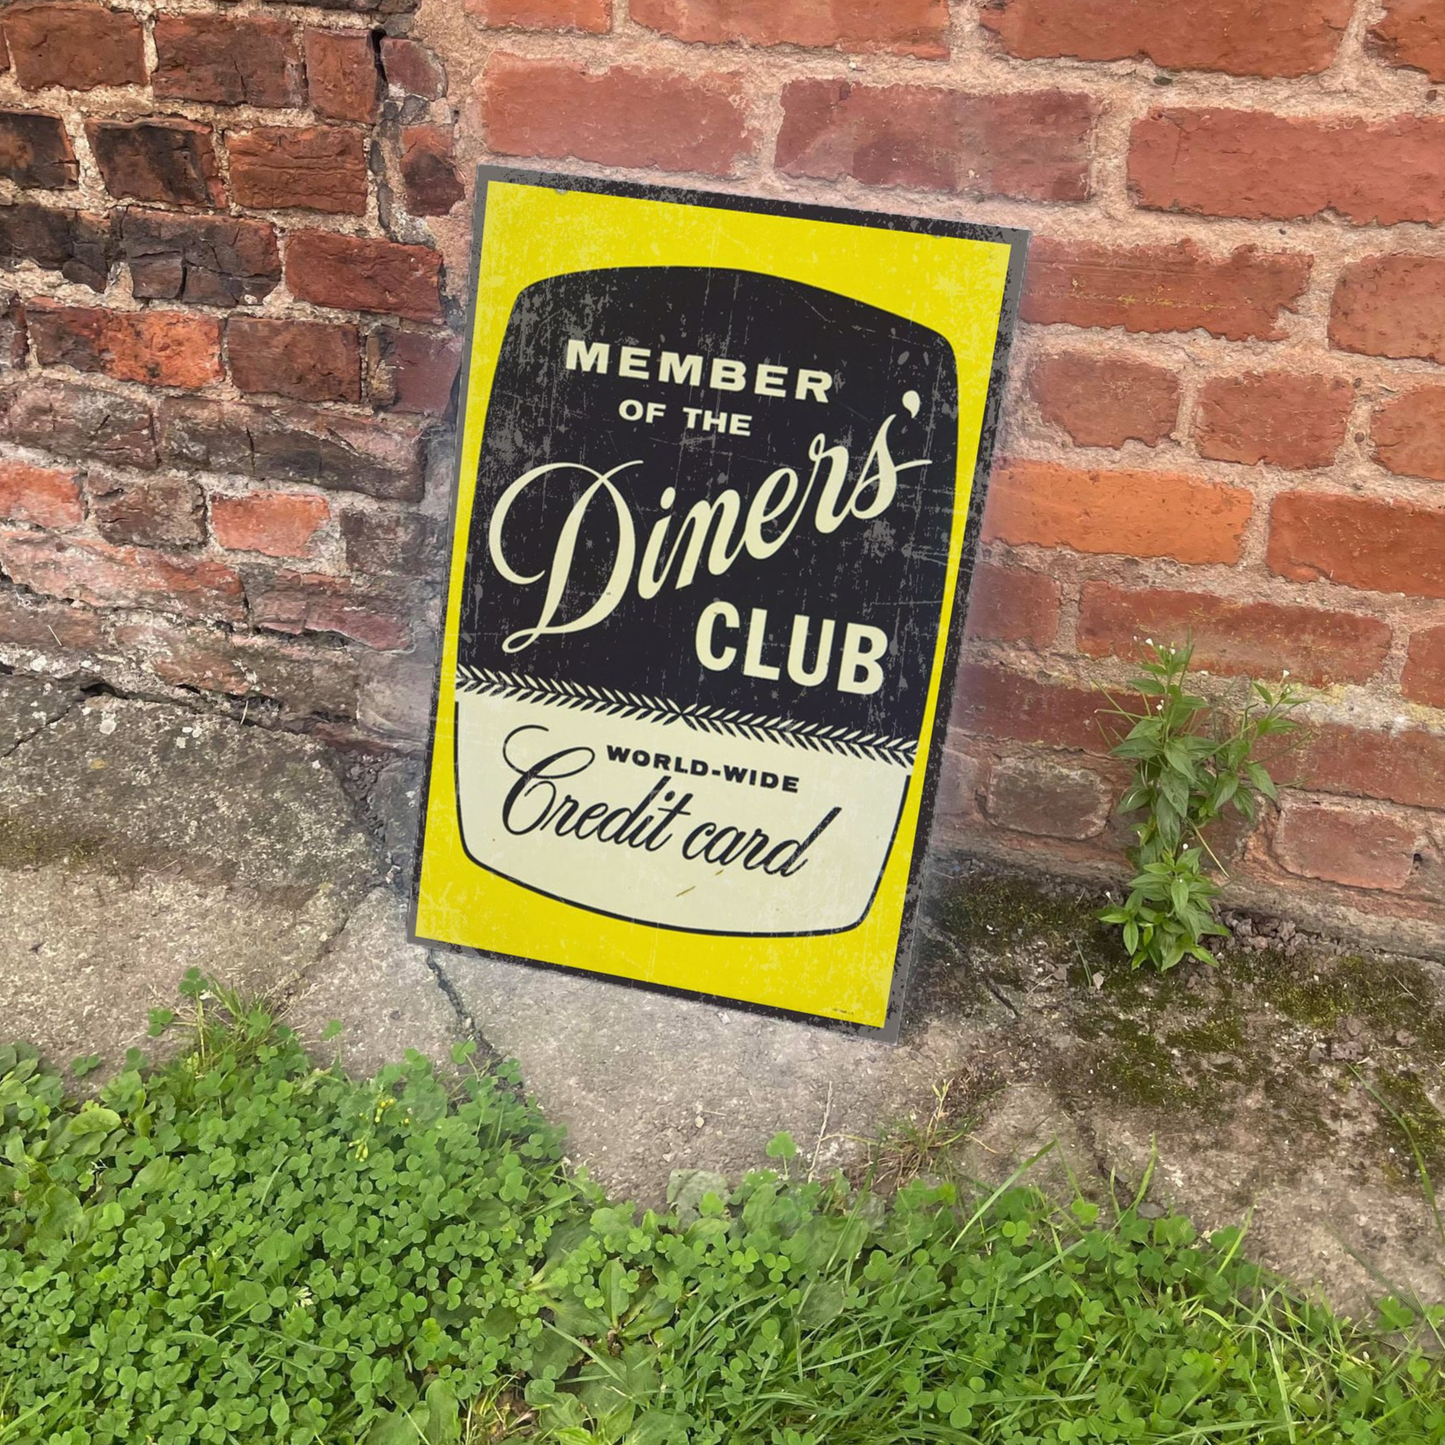 MEMBER
OF THE
Diners'
CLUB
WORLD-WIDE
Credit card